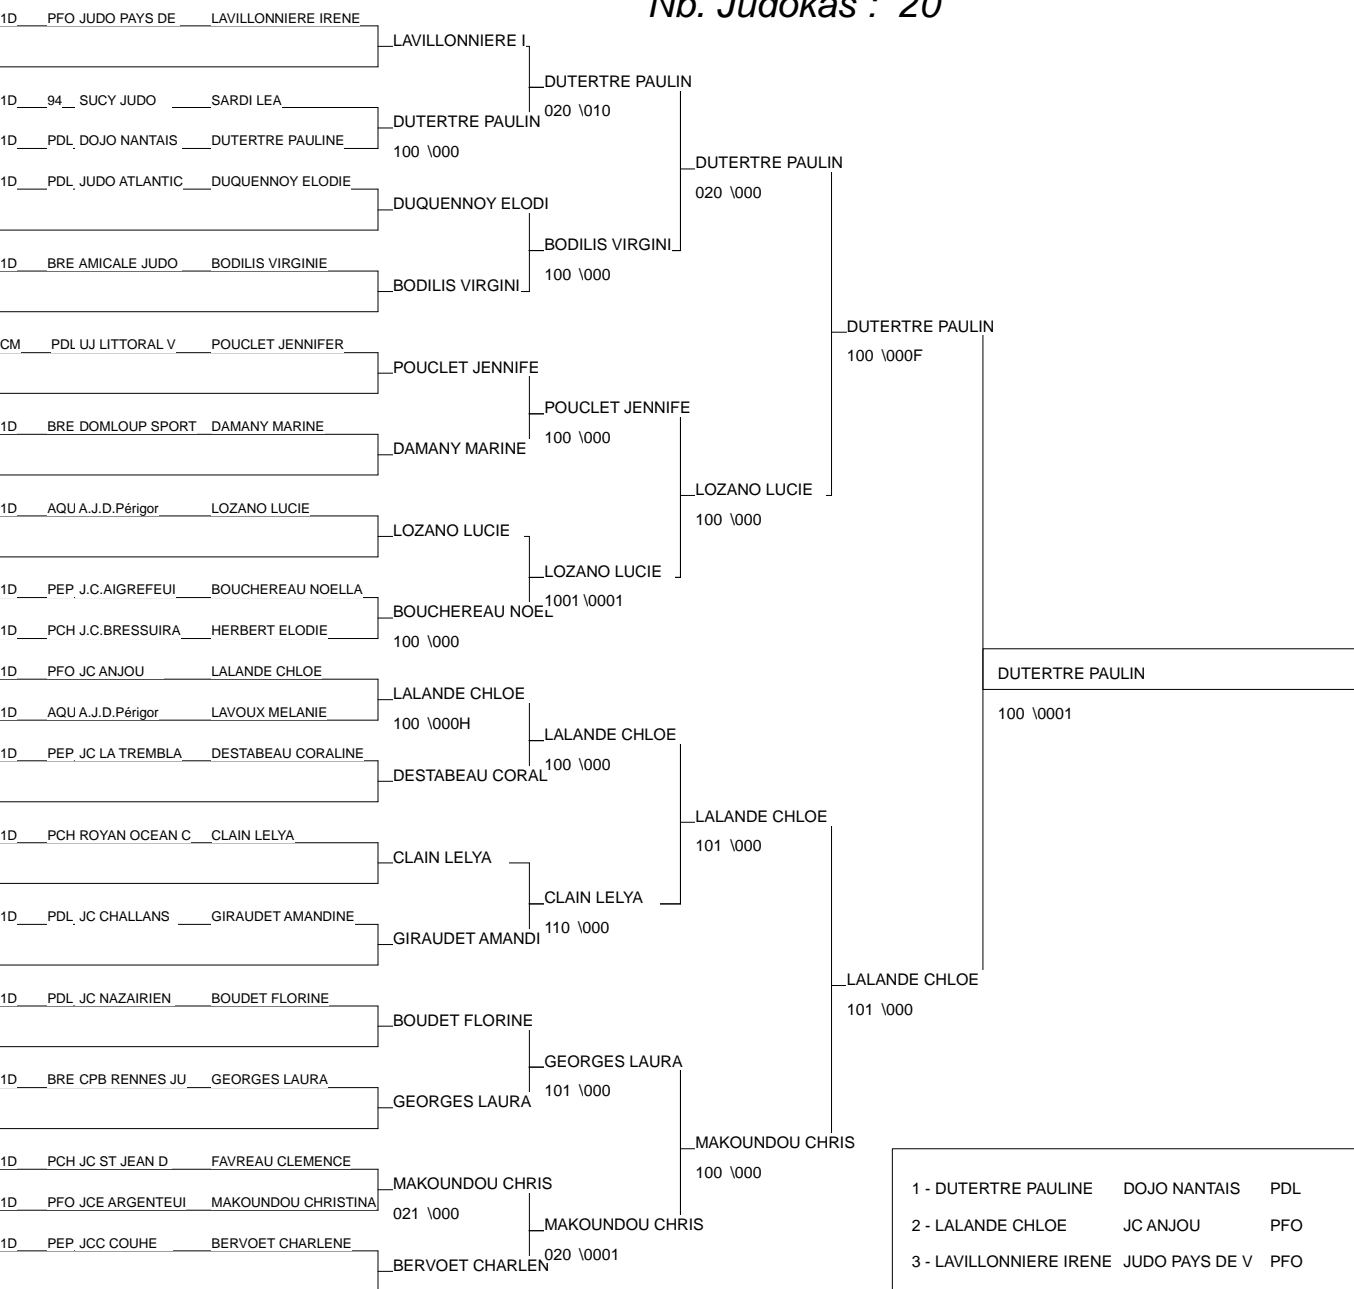 Nb. Judokas : 20
1D PFO JUDO PAYS DE LAVILLONNIERE IRENE
LAVILLONNIERE I
DUTERTRE PAULIN
020 \010
1D 94 SUCY JUDO SARDI LEA
DUTERTRE PAULIN
100 \000
1D PDL DOJO NANTAIS DUTERTRE PAULINE
DUTERTRE PAULIN
020 \000
1D PDL JUDO ATLANTIC DUQUENNOY ELODIE
DUQUENNOY ELODI
BODILIS VIRGINI
100 \000
1D BRE AMICALE JUDO BODILIS VIRGINIE
BODILIS VIRGINI
DUTERTRE PAULIN
100 \000F
CM PDL UJ LITTORAL V POUCLET JENNIFER
POUCLET JENNIFE
POUCLET JENNIFE
100 \000
1D BRE DOMLOUP SPORT DAMANY MARINE
DAMANY MARINE
LOZANO LUCIE
100 \000
1D AQU A.J.D.Périgor LOZANO LUCIE
LOZANO LUCIE
LOZANO LUCIE
1001 \0001
1D PEP J.C.AIGREFEUI BOUCHEREAU NOELLA
BOUCHEREAU NOEL
100 \000
1D PCH J.C.BRESSUIRA HERBERT ELODIE
DUTERTRE PAULIN
100 \0001
1D PFO JC ANJOU LALANDE CHLOE
LALANDE CHLOE
100 \000H
1D AQU A.J.D.Périgor LAVOUX MELANIE
LALANDE CHLOE
100 \000
1D PEP JC LA TREMBLA DESTABEAU CORALINE
DESTABEAU CORAL
LALANDE CHLOE
101 \000
1D PCH ROYAN OCEAN C CLAIN LELYA
CLAIN LELYA
CLAIN LELYA
110 \000
1D PDL JC CHALLANS GIRAUDET AMANDINE
GIRAUDET AMANDI
LALANDE CHLOE
101 \000
1D PDL JC NAZAIRIEN BOUDET FLORINE
BOUDET FLORINE
GEORGES LAURA
101 \000
1D BRE CPB RENNES JU GEORGES LAURA
GEORGES LAURA
MAKOUNDOU CHRIS
100 \000
1D PCH JC ST JEAN D FAVREAU CLEMENCE
MAKOUNDOU CHRIS
021 \000
1D PFO JCE ARGENTEUI MAKOUNDOU CHRISTINA
MAKOUNDOU CHRIS
020 \0001
1D PEP JCC COUHE BERVOET CHARLENE
BERVOET CHARLEN
1 - DUTERTRE PAULINE DOJO NANTAIS PDL
2 - LALANDE CHLOE JC ANJOU PFO
3 - LAVILLONNIERE IRENE JUDO PAYS DE V PFO